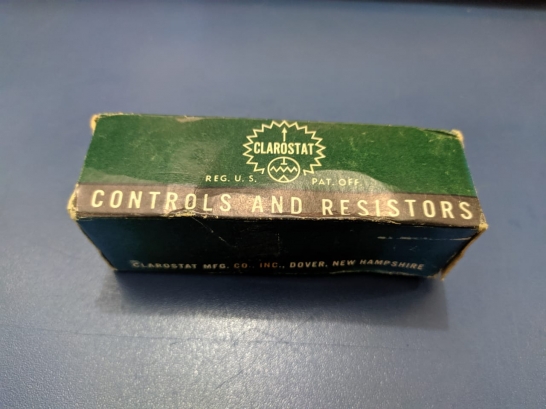 CLAROSTAT
REG. U. S. PAT. OFF.
CONTROLS AND RESISTORS
CLAROSTAT MFG. CO., INC., DOVER, NEW HAMPSHIRE